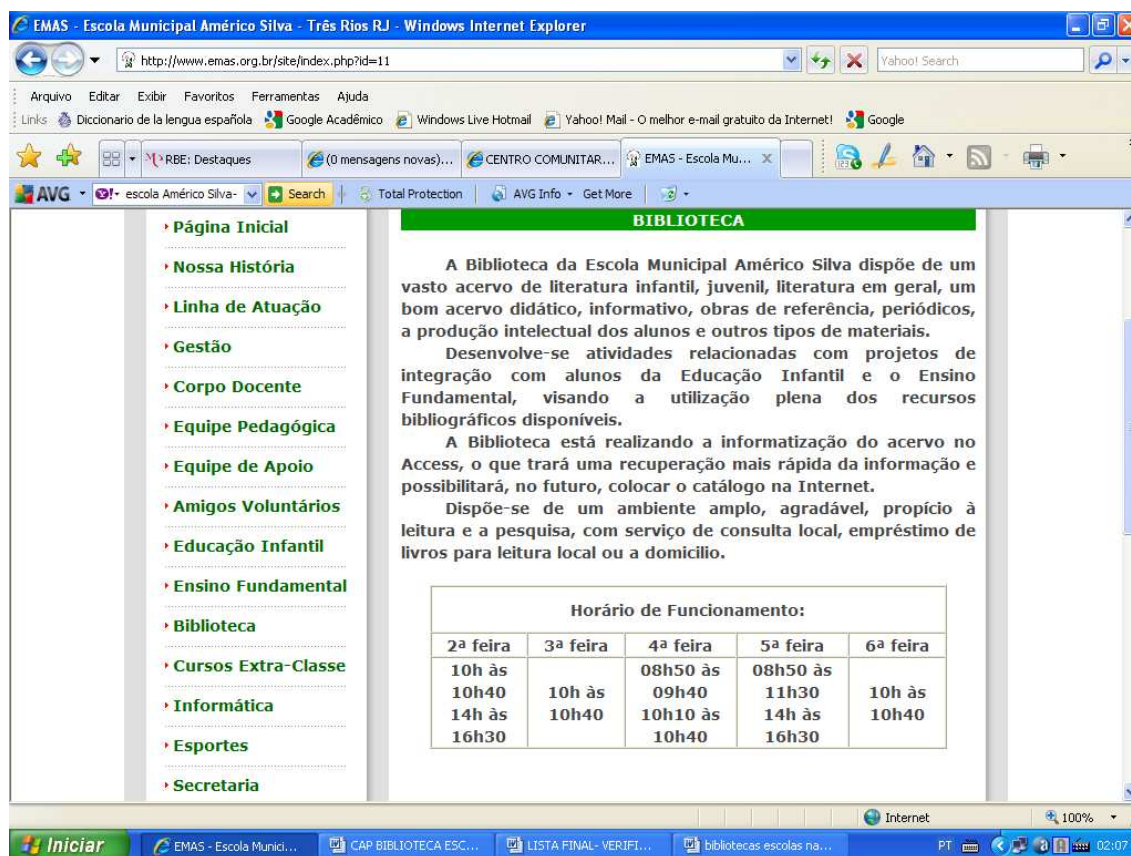 EMAS - Escola Municipal Américo Silva - Três Rios RJ - Windows Internet Explorer
http://www.emas.org.br/site/index.php?id=11
Yahoo! Search
Arquivo Editar Exibir Favoritos Ferramentas Ajuda
Links Diccionario de la lengua española Google Acadêmico Windows Live Hotmail Yahoo! Mail - O melhor e-mail gratuito da Internet! Google
RBE: Destaques (0 mensagens novas)... CENTRO COMUNITAR... EMAS - Escola Mu... X
AVG escola Américo Silva- Search Total Protection AVG Info Get More
Página Inicial
Nossa História
Linha de Atuação
Gestão
Corpo Docente
Equipe Pedagógica
Equipe de Apoio
Amigos Voluntários
Educação Infantil
Ensino Fundamental
Biblioteca
Cursos Extra-Classe
Informática
Esportes
Secretaria
BIBLIOTECA
A Biblioteca da Escola Municipal Américo Silva dispõe de um
vasto acervo de literatura infantil, juvenil, literatura em geral, um
bom acervo didático, informativo, obras de referência, periódicos,
a produção intelectual dos alunos e outros tipos de materiais.
Desenvolve-se atividades relacionadas com projetos de
integração com alunos da Educação Infantil e o Ensino
Fundamental, visando a utilização plena dos recursos
bibliográficos disponíveis.
A Biblioteca está realizando a informatização do acervo no
Access, o que trará uma recuperação mais rápida da informação e
possibilitará, no futuro, colocar o catálogo na Internet.
Dispõe-se de um ambiente amplo, agradável, propício à
leitura e a pesquisa, com serviço de consulta local, empréstimo de
livros para leitura local ou a domicilio.
Horário de Funcionamento:
2ª feira 3ª feira 4ª feira 5ª feira 6ª feira
10h às 08h50 às 08h50 às
10h40 10h às 09h40 11h30 10h às
14h às 10h40 10h10 às 14h às 10h40
16h30 10h40 16h30
Internet 100%
Iniciar EMAS - Escola Munici... CAP BIBLIOTECA ESC... LISTA FINAL- VERIFI... bibliotecas escolas na... PT 02:07